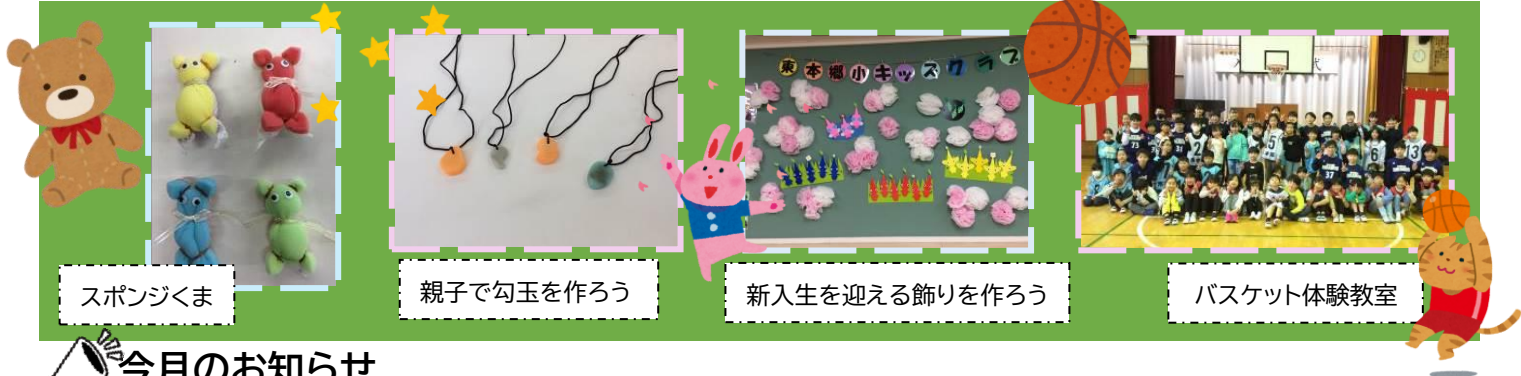 東本郷小キッズクラブ
スポンジくま
親子で勾玉を作ろう
新入生を迎える飾りを作ろう
バスケット体験教室
今月のお知らせ